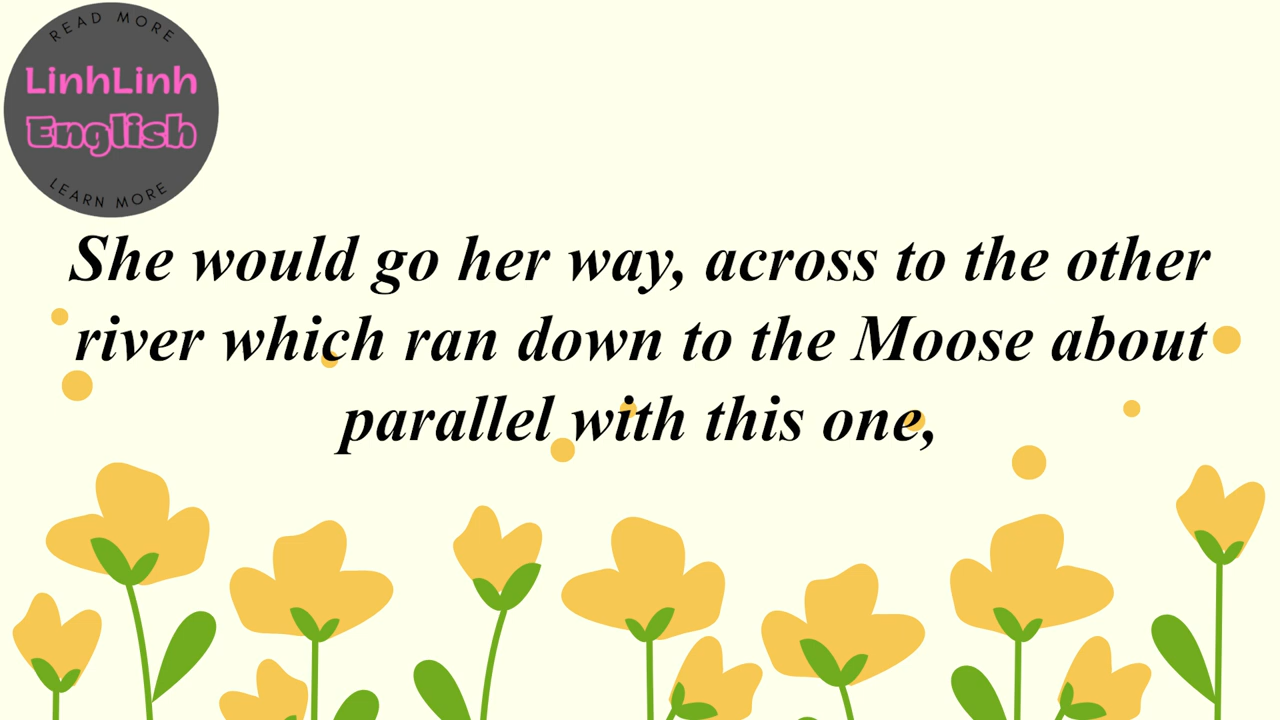 READ MORE
LinhLinh
English
LEARN MORE
She would go her way, across to the other
river which ran down to the Moose about
parallel with this one,